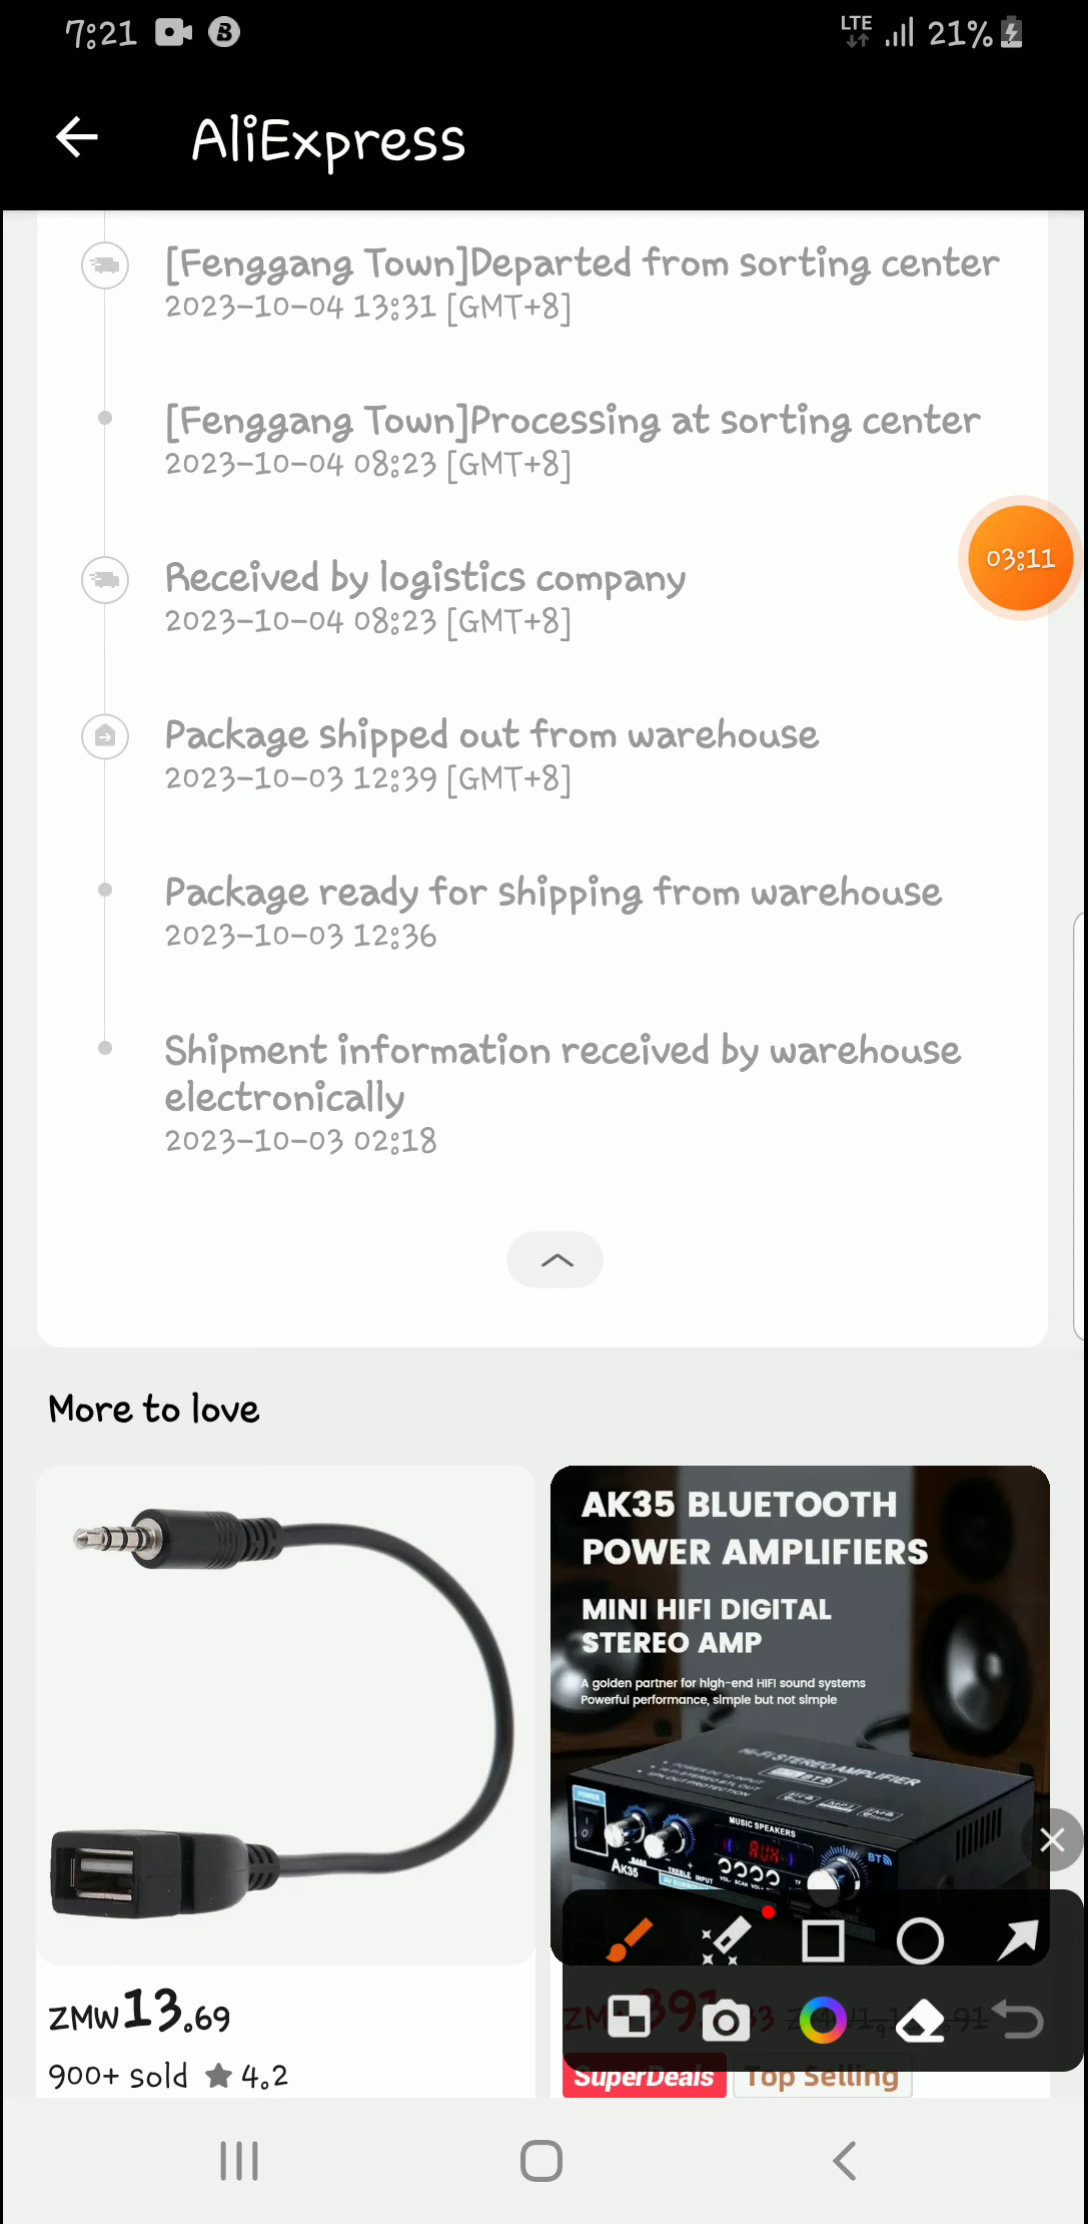 7:21
LTE 21%
AliExpress
[Fenggang Town]Departed from sorting center
2023-10-04 13:31 [GMT+8]
[Fenggang Town]Processing at sorting center
2023-10-04 08:23 [GMT+8]
03:11
Received by logistics company
2023-10-04 08:23 [GMT+8]
Package shipped out from warehouse
2023-10-03 12:39 [GMT+8]
Package ready for shipping from warehouse
2023-10-03 12:36
Shipment information received by warehouse
electronically
2023-10-03 02:18
More to love
AK35 BLUETOOTH
POWER AMPLIFIERS
MINI HIFI DIGITAL
STEREO AMP
A golden partner for high-end HIFI sound systems
Powerful performance, simple but not simple
Hi-Fi STEREO AMPLIFIER
POWER
MUSIC SPEAKERS
AUX
BT
AK35
BASS
TREBLE
INPUT
ZMW13.69
900+ sold 4.2
SuperDeals
Top Selling